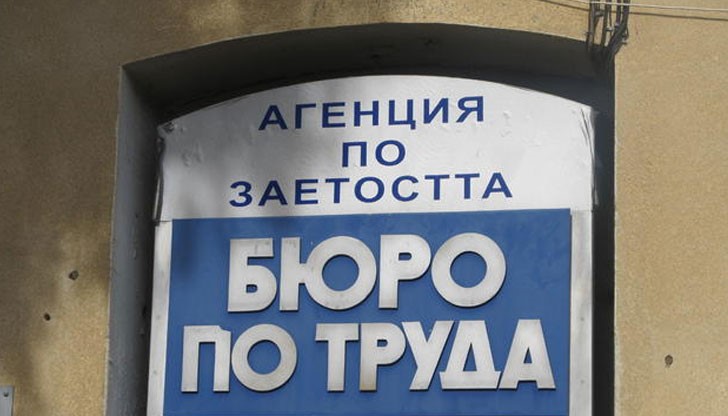 АГЕНЦИЯ
ПО
ЗАЕТОСТТА
БЮРО
ПО ТРУДА